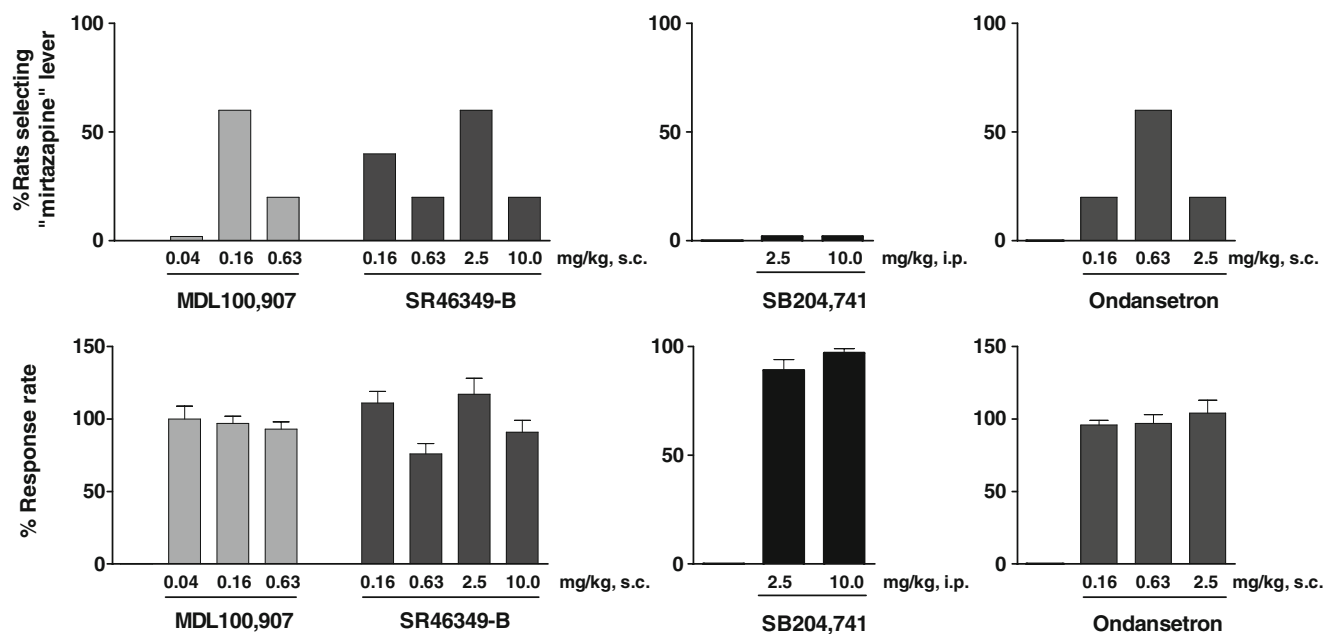 %Rats selecting
"mirtazapine" lever
100
50
0
0.04 0.16 0.63 0.16 0.63 2.5 10.0 mg/kg, s.c.
MDL100,907 SR46349-B
100
50
0
2.5 10.0 mg/kg, i.p.
SB204,741
100
50
0
0.16 0.63 2.5 mg/kg, s.c.
Ondansetron
% Response rate
150
100
50
0
0.04 0.16 0.63 0.16 0.63 2.5 10.0 mg/kg, s.c.
MDL100,907 SR46349-B
100
50
0
2.5 10.0 mg/kg, i.p.
SB204,741
150
100
50
0
0.16 0.63 2.5 mg/kg, s.c.
Ondansetron